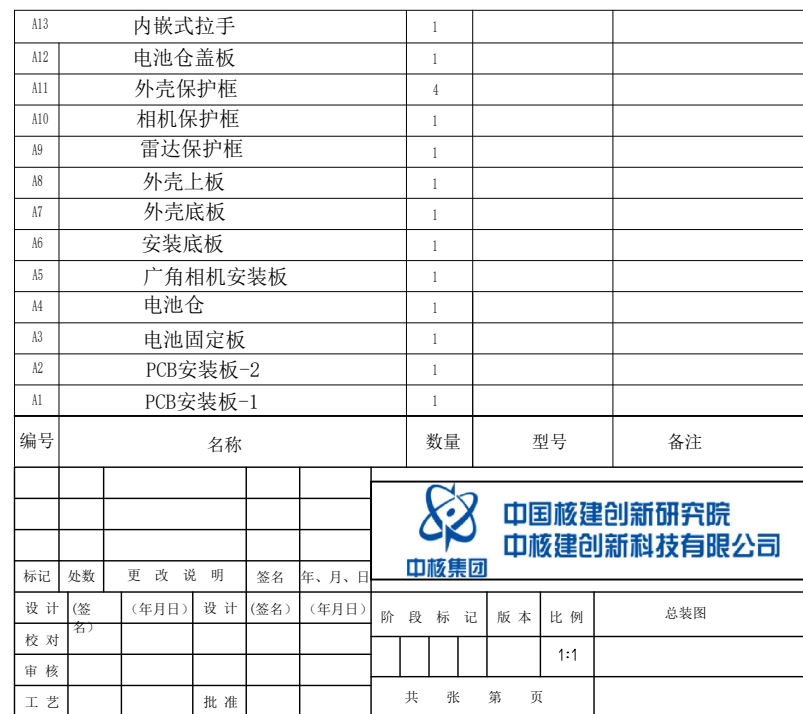 A13 内嵌式拉手 1
A12 电池仓盖板 1
A11 外壳保护框 4
A10 相机保护框 1
A9 雷达保护框 1
A8 外壳上板 1
A7 外壳底板 1
A6 安装底板 1
A5 广角相机安装板 1
A4 电池仓 1
A3 电池固定板 1
A2 PCB安装板-2 1
A1 PCB安装板-1 1
编号 名称 数量 型号 备注
中国核建创新研究院
中核建创新科技有限公司
中核集团
标记 处数 更改说明 签名 年、月、日
设计 (签名) (年月日) 设计 (签名) (年月日) 阶段标记 版本 比例 总装图
校对
1:1
审核
工艺 批准 共 张 第 页